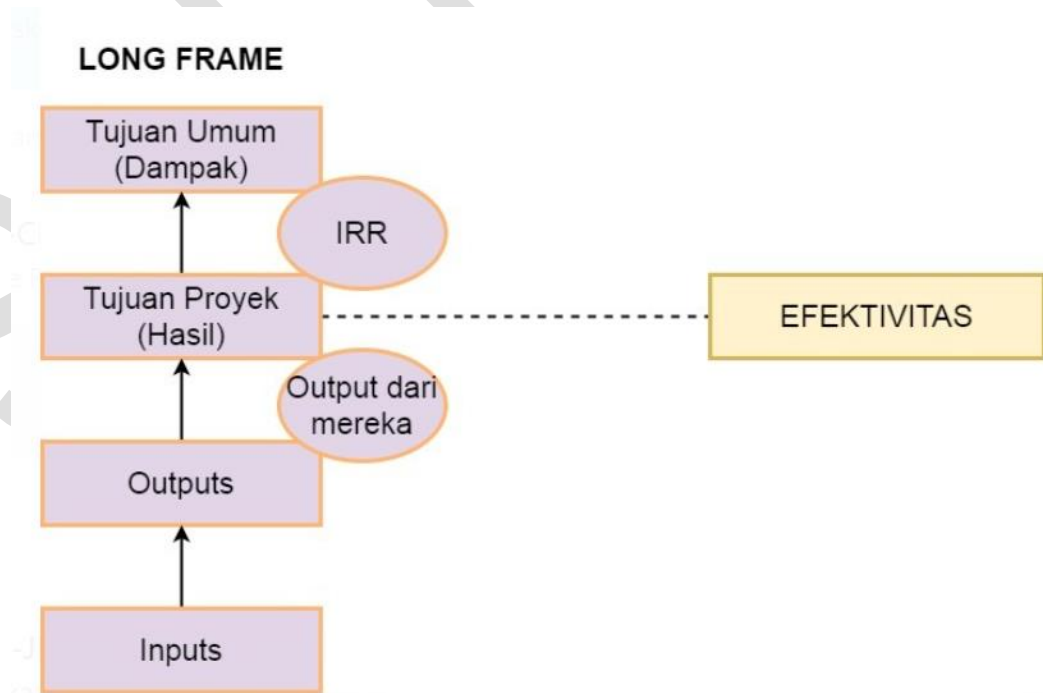 LONG FRAME
Tujuan Umum
(Dampak)
IRR
Tujuan Proyek
(Hasil)
EFEKTIVITAS
Output dari
mereka
Outputs
Inputs